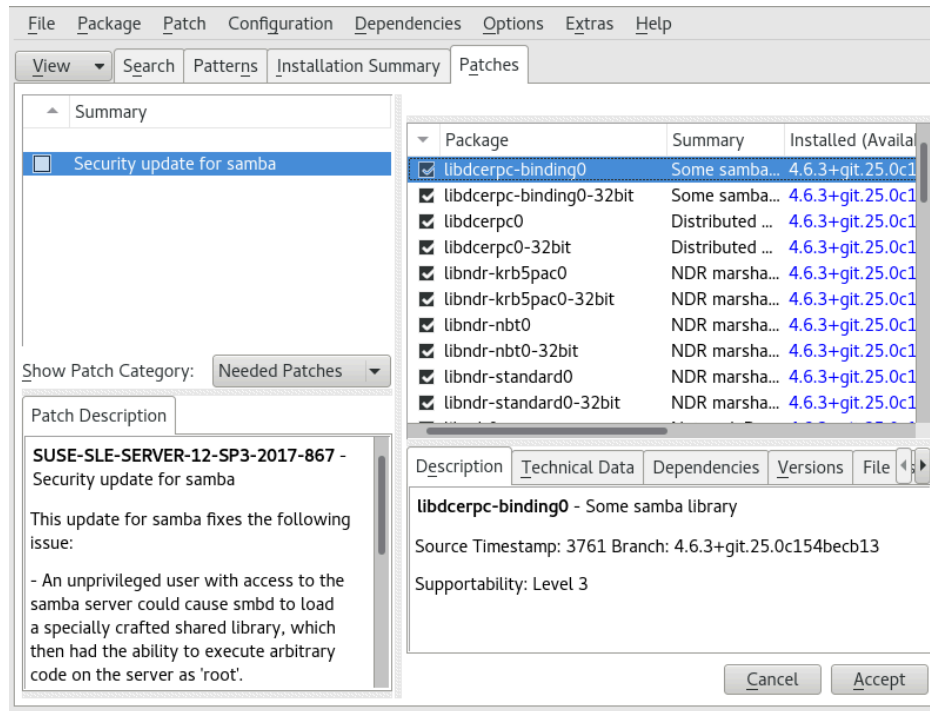 File Package Patch Configuration Dependencies Options Extras Help
View Search Patterns Installation Summary Patches
Summary
Security update for samba
Show Patch Category: Needed Patches
Patch Description
SUSE-SLE-SERVER-12-SP3-2017-867 -
Security update for samba
This update for samba fixes the following
issue:
- An unprivileged user with access to the
samba server could cause smbd to load
a specially crafted shared library, which
then had the ability to execute arbitrary
code on the server as 'root'.
Package Summary Installed (Availa
libdcerpc-binding0 Some samba... 4.6.3+git.25.0c1
libdcerpc-binding0-32bit Some samba... 4.6.3+git.25.0c1
libdcerpc0 Distributed ... 4.6.3+git.25.0c1
libdcerpc0-32bit Distributed ... 4.6.3+git.25.0c1
libndr-krb5pac0 NDR marsha... 4.6.3+git.25.0c1
libndr-krb5pac0-32bit NDR marsha... 4.6.3+git.25.0c1
libndr-nbt0 NDR marsha... 4.6.3+git.25.0c1
libndr-nbt0-32bit NDR marsha... 4.6.3+git.25.0c1
libndr-standard0 NDR marsha... 4.6.3+git.25.0c1
libndr-standard0-32bit NDR marsha... 4.6.3+git.25.0c1
Description Technical Data Dependencies Versions File
libdcerpc-binding0 - Some samba library
Source Timestamp: 3761 Branch: 4.6.3+git.25.0c154becb13
Supportability: Level 3
Cancel Accept